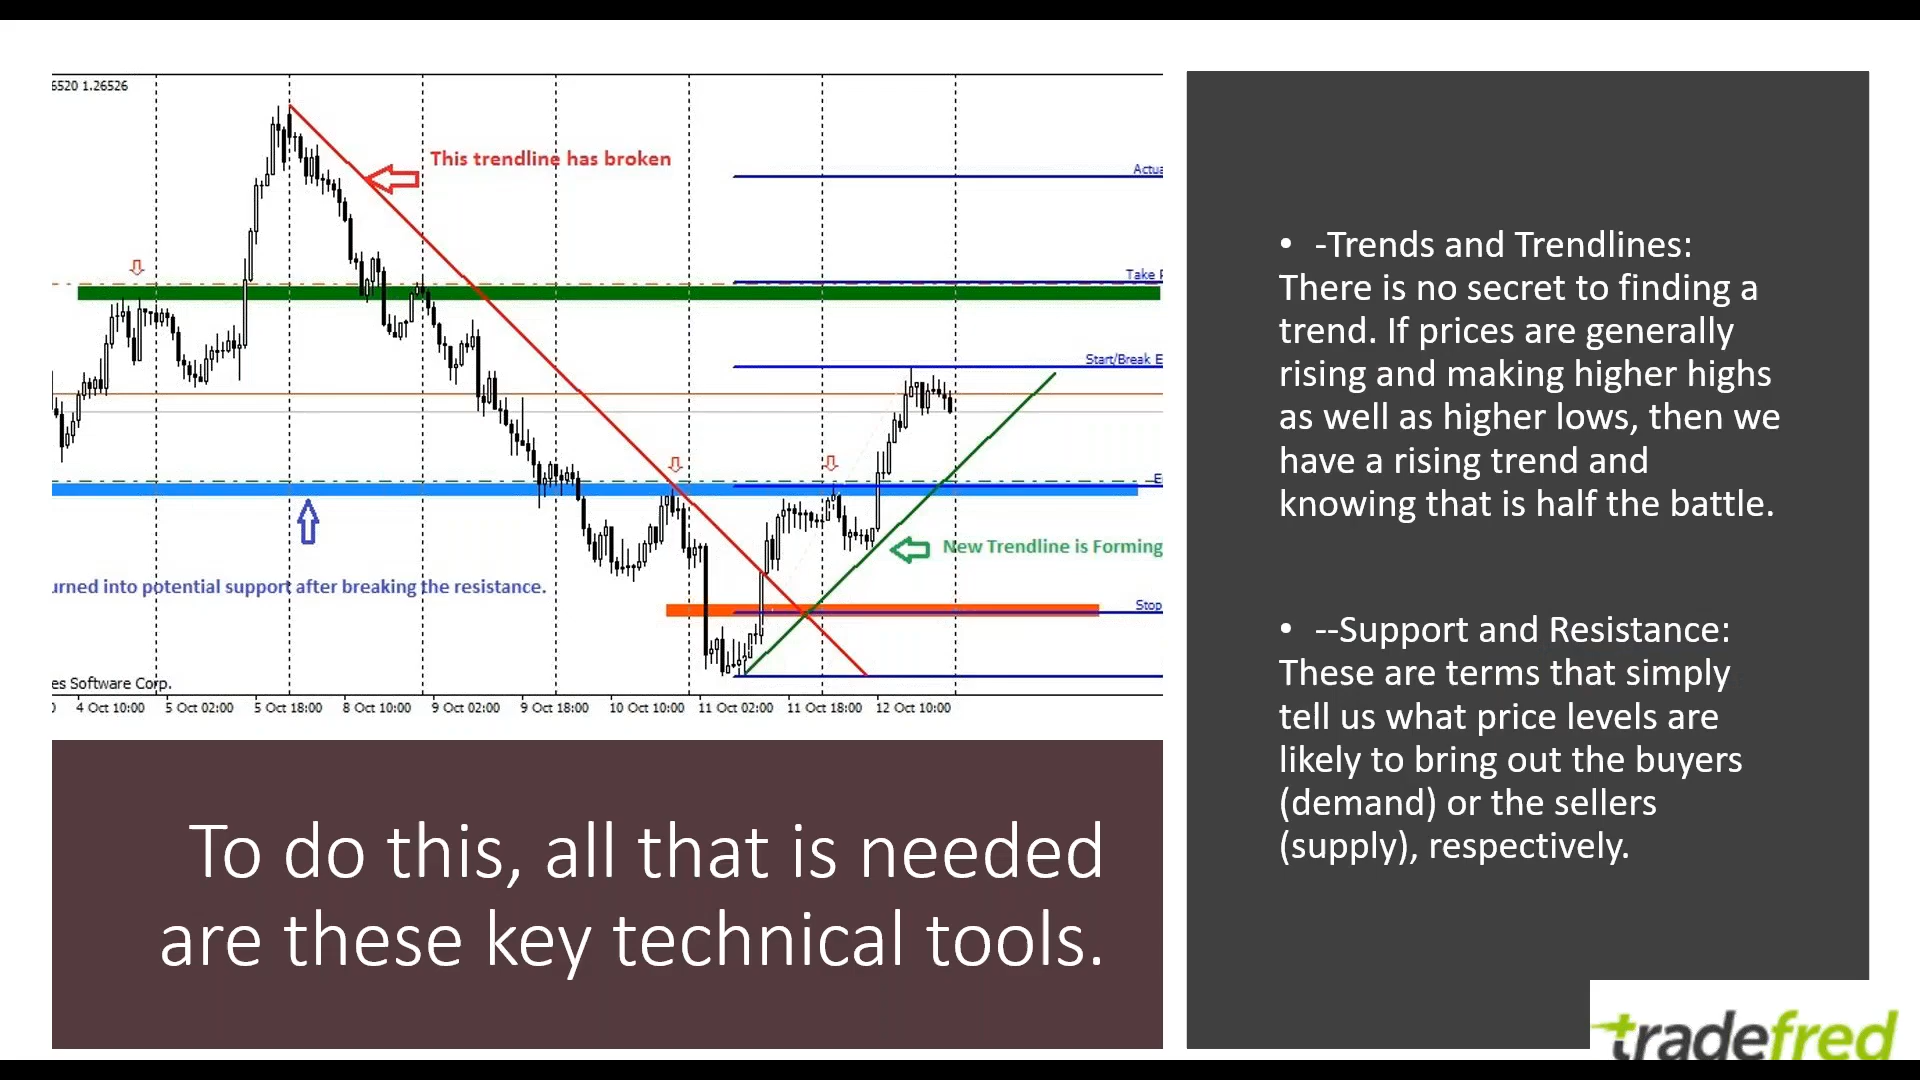 6520 1.26526
This trendline has broken
Actua
Take P
Start/Break E
E
New Trendline is Forming
urned into potential support after breaking the resistance.
Stop
es Software Corp.
0 4 Oct 10:00 5 Oct 02:00 5 Oct 18:00 8 Oct 10:00 9 Oct 02:00 9 Oct 18:00 10 Oct 10:00 11 Oct 02:00 11 Oct 18:00 12 Oct 10:00
To do this, all that is needed
are these key technical tools.
• -Trends and Trendlines:
There is no secret to finding a
trend. If prices are generally
rising and making higher highs
as well as higher lows, then we
have a rising trend and
knowing that is half the battle.
• --Support and Resistance:
These are terms that simply
tell us what price levels are
likely to bring out the buyers
(demand) or the sellers
(supply), respectively.
tradefred